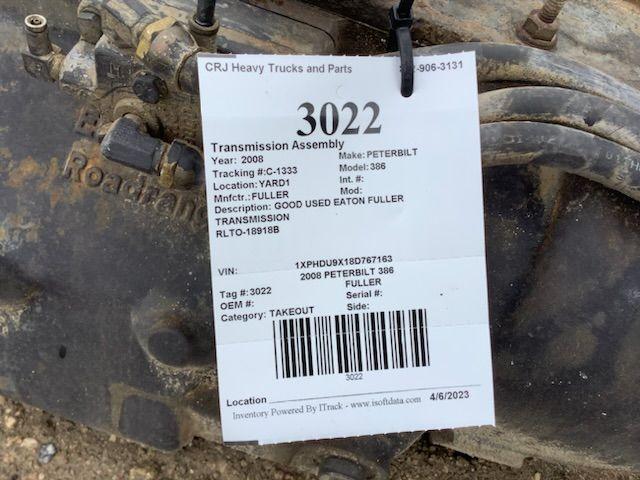 CRJ Heavy Trucks and Parts -906-3131
3022
Transmission Assembly
Year: 2008 Make: PETERBILT
Tracking #:C-1333 Model: 386
Location: YARD1 Int. #:
Mnfctr.: FULLER Mod:
Description: GOOD USED EATON FULLER
TRANSMISSION
RLTO-18918B
VIN: 1XPHDU9X18D767163
2008 PETERBILT 386
FULLER
Tag #: 3022 Serial #:
OEM #: Side:
Category: TAKEOUT
3022
Location
Inventory Powered By ITrack - www.isoftdata.com 4/6/2023
Roadranger